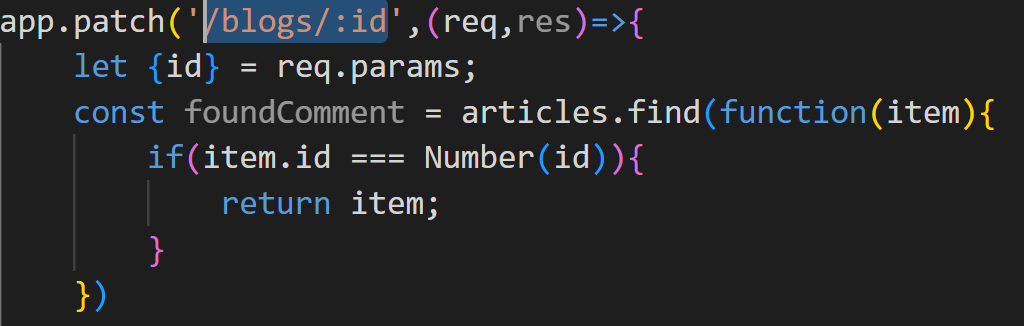 app.patch('/blogs/:id',(req,res)=>{
let {id} = req.params;
const foundComment = articles.find(function(item){
if(item.id === Number(id)){
return item;
}
})